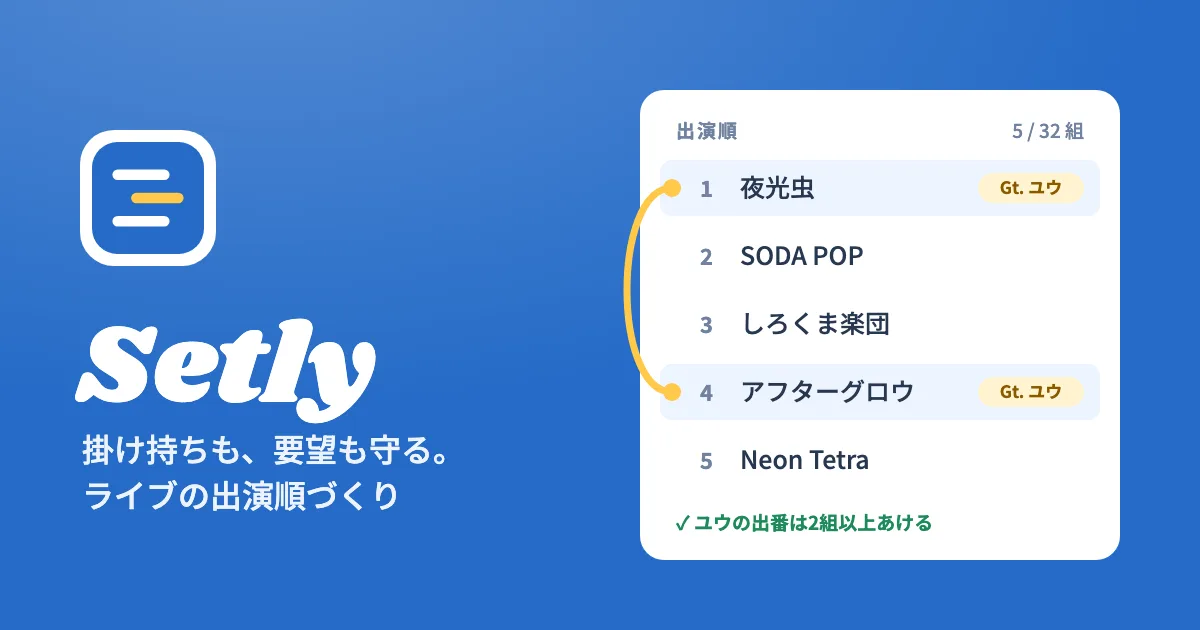 Setly
掛け持ちも、要望も守る。
ライブの出演順づくり
出演順 5 / 32 組
1 夜光虫 Gt. ユウ
2 SODA POP
3 しろくま楽団
4 アフターグロウ Gt. ユウ
5 Neon Tetra
✓ ユウの出番は2組以上あける